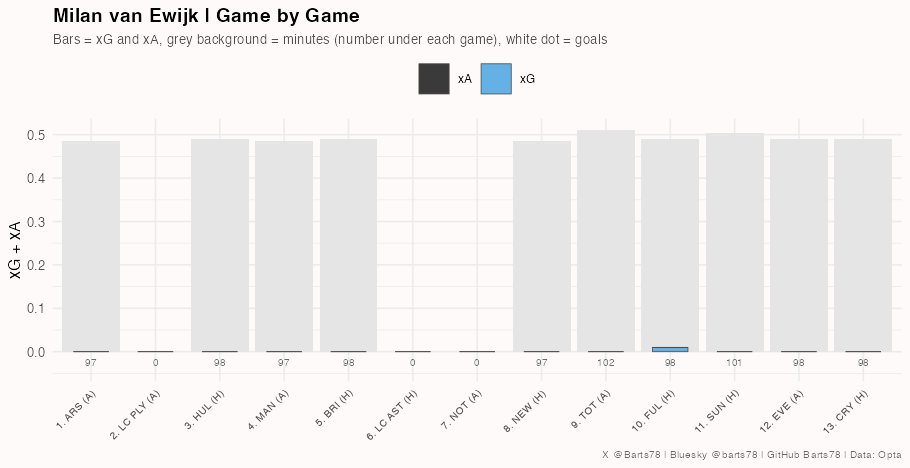 Milan van Ewijk | Game by Game
Bars = xG and xA, grey background = minutes (number under each game), white dot = goals
xA xG
xG + xA
0.5
0.4
0.3
0.2
0.1
0.0
97 0 98 97 98 0 0 97 102 98 101 98 98
1. ARS (A)
2. LC PLY (A)
3. HUL (H)
4. MAN (A)
5. BRI (H)
6. LC AST (H)
7. NOT (A)
8. NEW (H)
9. TOT (A)
10. FUL (H)
11. SUN (H)
12. EVE (A)
13. CRY (H)
X @Barts78 | Bluesky @barts78 | GitHub Barts78 | Data: Opta